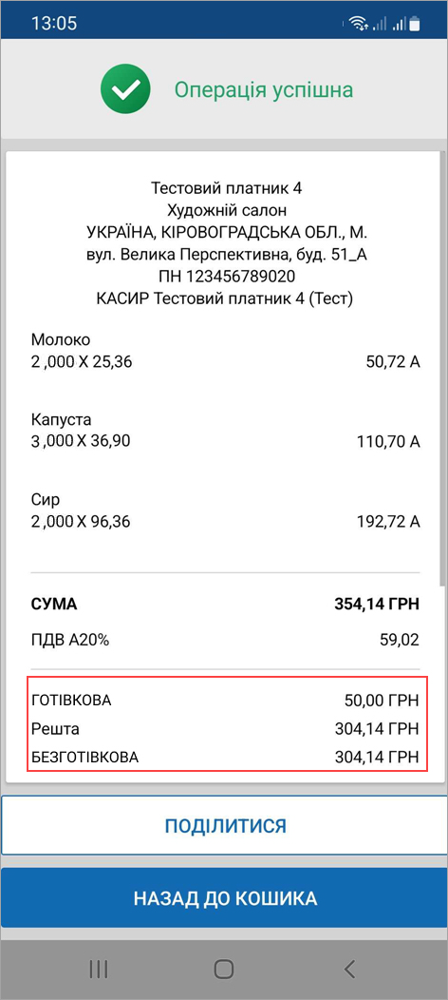 13:05
Операція успішна
Тестовий платник 4
Художній салон
УКРАЇНА, КІРОВОГРАДСЬКА ОБЛ., М.
вул. Велика Перспективна, буд. 51_А
ПН 123456789020
КАСИР Тестовий платник 4 (Тест)
Молоко
2 ,000 X 25,36 50,72 А
Капуста
3 ,000 X 36,90 110,70 А
Сир
2 ,000 X 96,36 192,72 А
СУМА 354,14 ГРН
ПДВ А20% 59,02
ГОТІВКОВА 50,00 ГРН
Решта 304,14 ГРН
БЕЗГОТІВКОВА 304,14 ГРН
ПОДІЛИТИСЯ
НАЗАД ДО КОШИКА